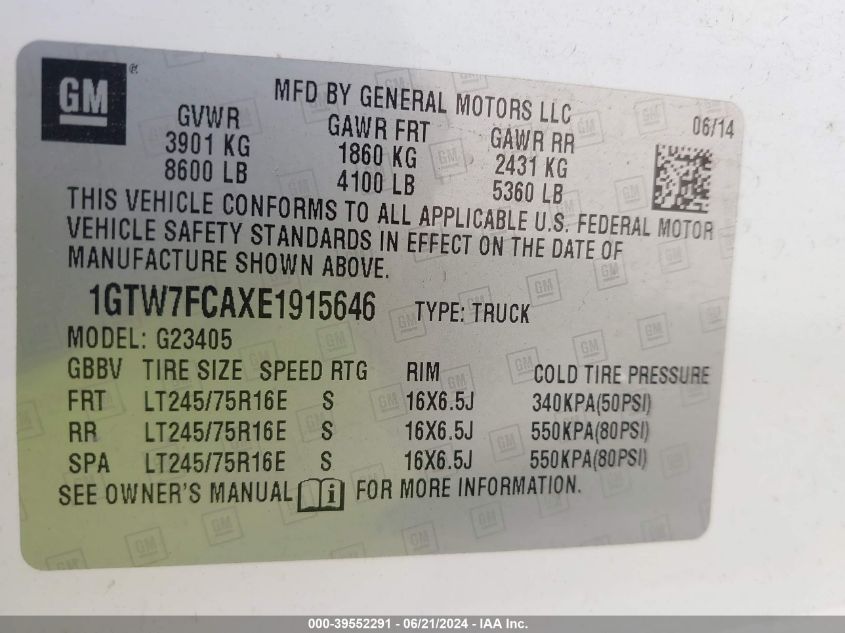 GM ®
MFD BY GENERAL MOTORS LLC
06/14
GVWR GAWR FRT GAWR RR
3901 KG 1860 KG 2431 KG
8600 LB 4100 LB 5360 LB
THIS VEHICLE CONFORMS TO ALL APPLICABLE U.S. FEDERAL MOTOR
VEHICLE SAFETY STANDARDS IN EFFECT ON THE DATE OF
MANUFACTURE SHOWN ABOVE.
1GTW7FCAXE1915646 TYPE: TRUCK
MODEL: G23405
GBBV TIRE SIZE SPEED RTG RIM COLD TIRE PRESSURE
FRT LT245/75R16E S 16X6.5J 340KPA(50PSI)
RR LT245/75R16E S 16X6.5J 550KPA(80PSI)
SPA LT245/75R16E S 16X6.5J 550KPA(80PSI)
SEE OWNER'S MANUAL i FOR MORE INFORMATION.
000-39552291 - 06/21/2024 - IAA Inc.